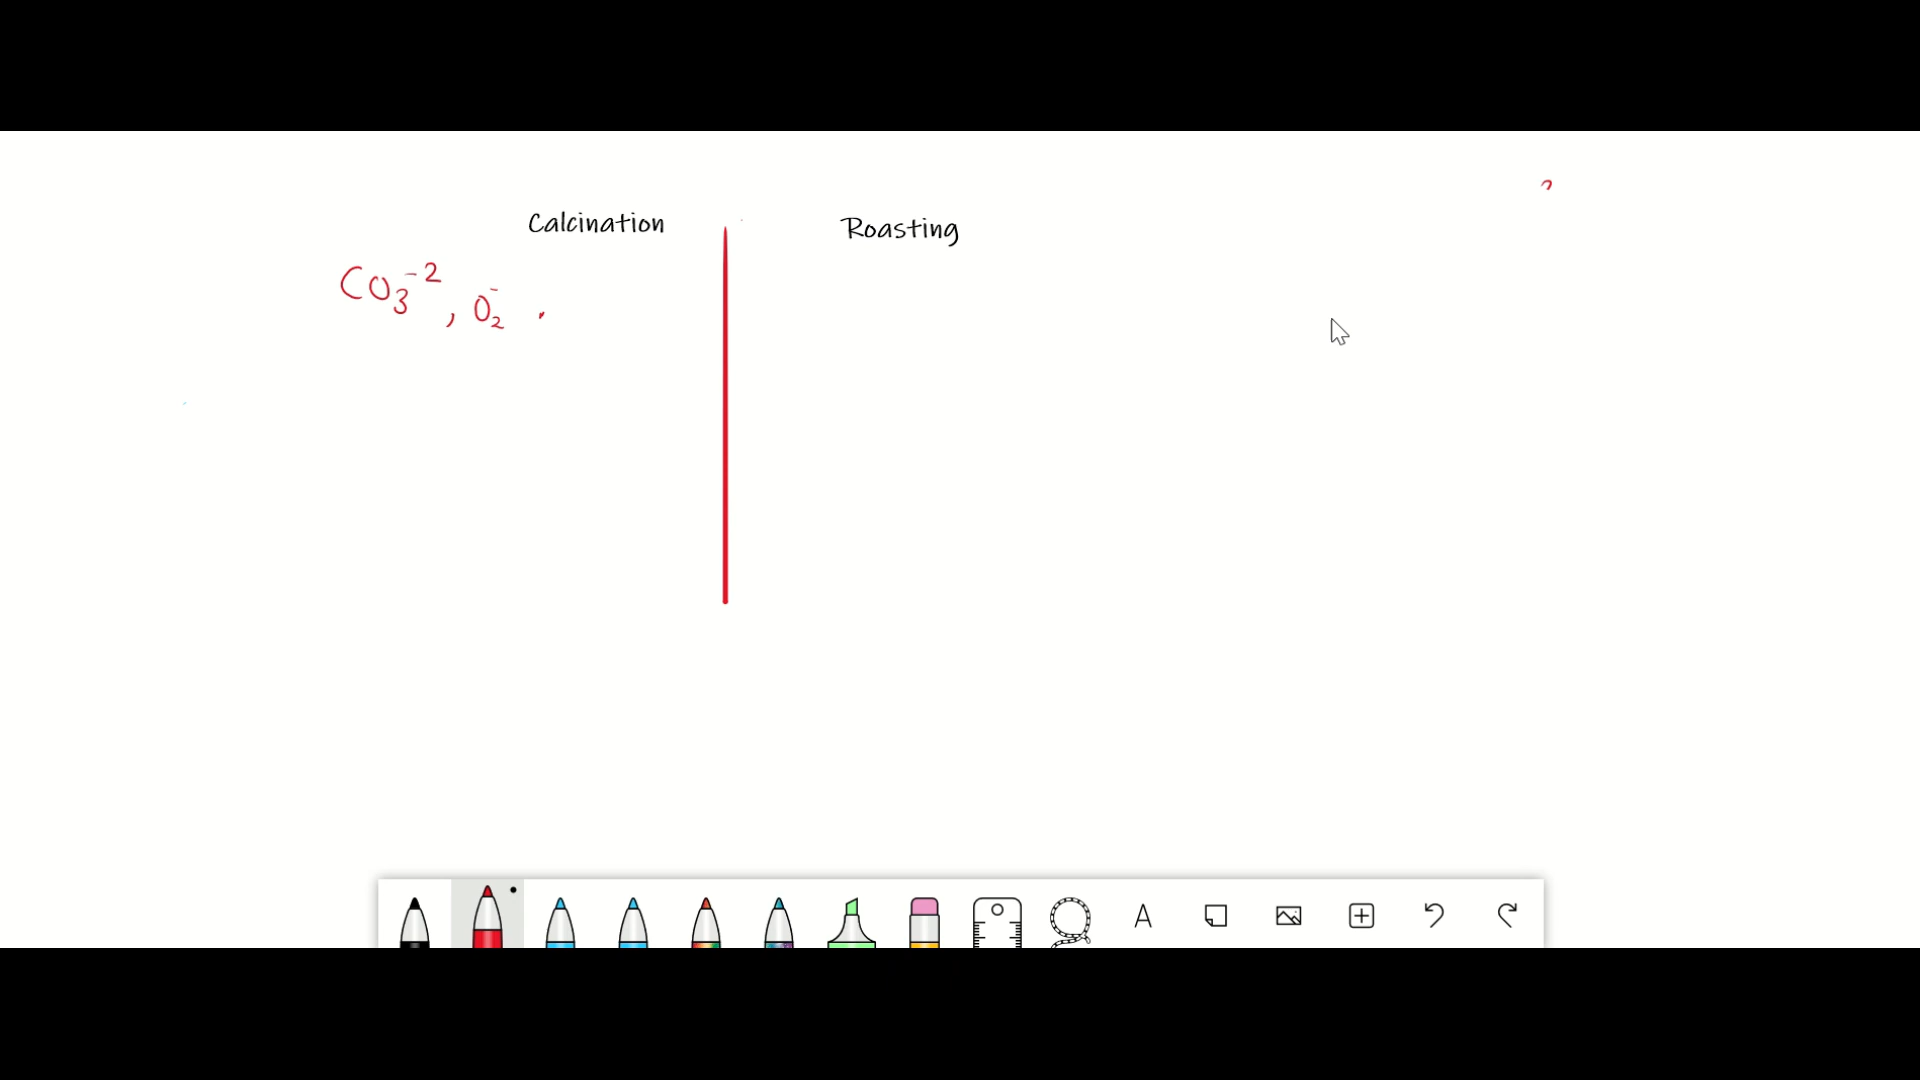 Calcination Roasting
CO₃⁻², O₂⁻ .